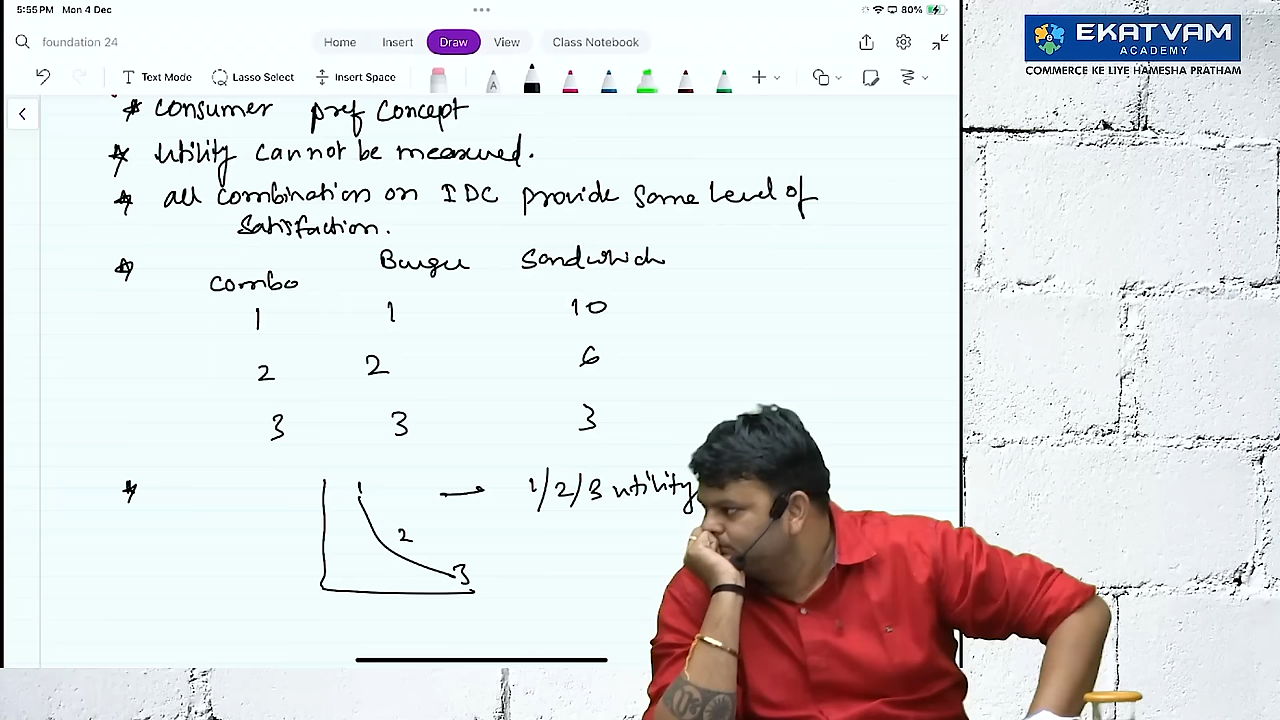 5:55 PM Mon 4 Dec
80%
foundation 24
Home Insert Draw View Class Notebook
Text Mode Lasso Select Insert Space
EKATVAM
ACADEMY
COMMERCE KE LIYE HAMESHA PRATHAM
* Consumer pref Concept
* Utility cannot be measured.
* all combination on IDC provide same level of
satisfaction.
* Combo Burger Sandwich
1 1 10
2 2 6
3 3 3
* 1 2 3 → 1/2/3 utility